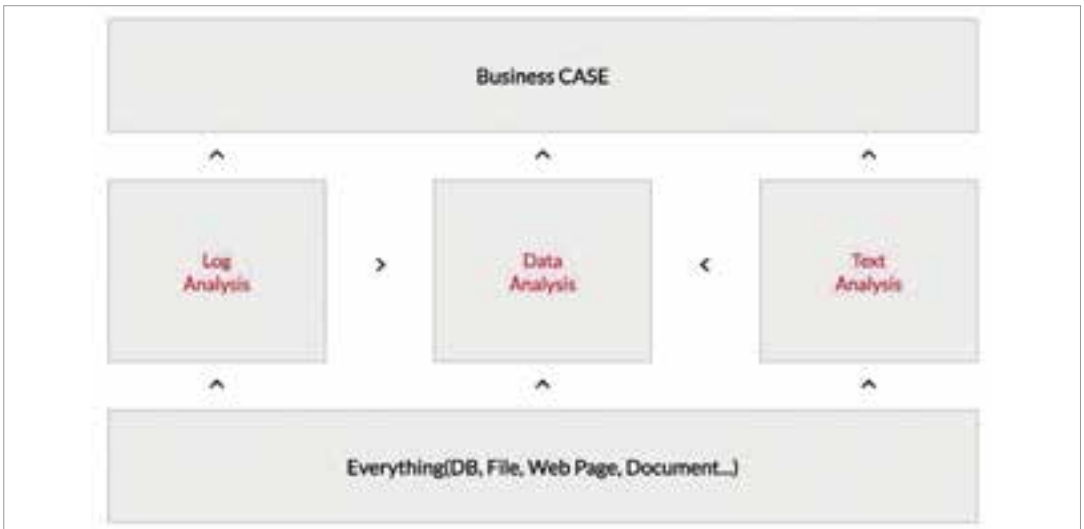 Business CASE
Log
Analysis
Data
Analysis
Text
Analysis
Everything(DB, File, Web Page, Document...)